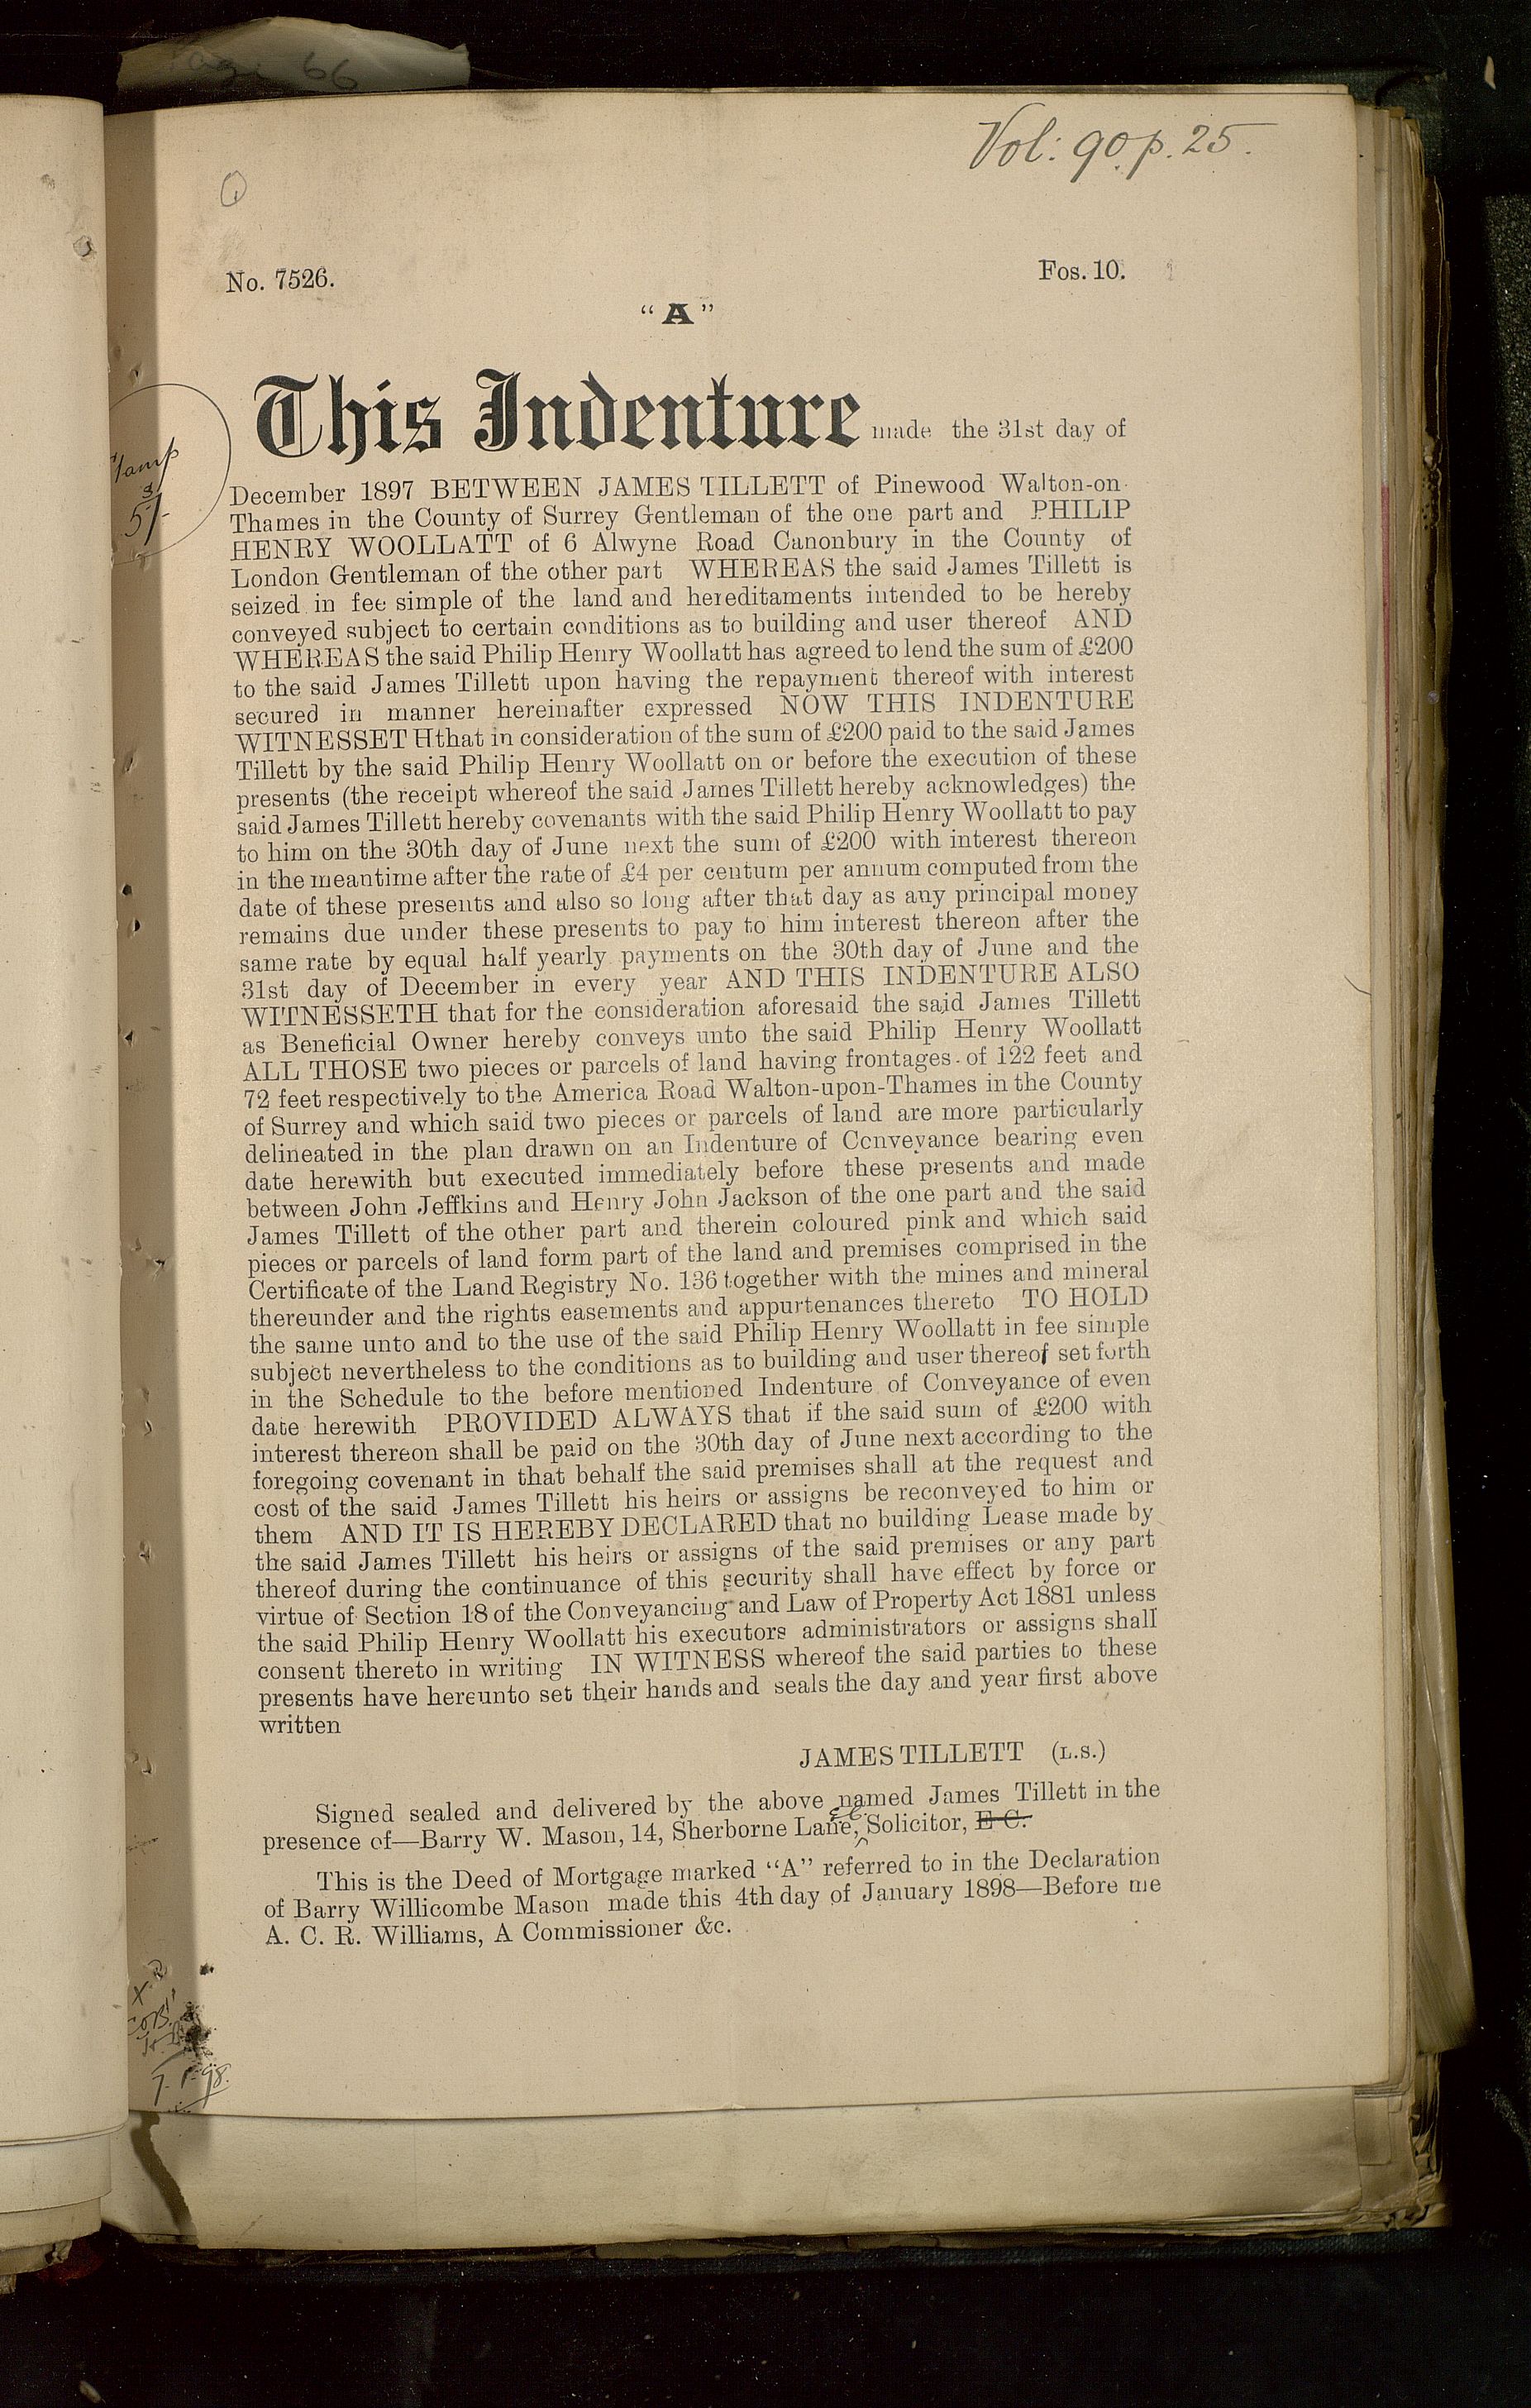 Page 66
Vol: 90 p. 25.
No. 7526.
Fos. 10.
"A"
This Indenture made the 31st day of
December 1897 BETWEEN JAMES TILLETT of Pinewood Walton-on-
Thames in the County of Surrey Gentleman of the one part and PHILIP
HENRY WOOLLATT of 6 Alwyne Road Canonbury in the County of
London Gentleman of the other part WHEREAS the said James Tillett is
seized in fee simple of the land and hereditaments intended to be hereby
conveyed subject to certain conditions as to building and user thereof AND
WHEREAS the said Philip Henry Woollatt has agreed to lend the sum of £200
to the said James Tillett upon having the repayment thereof with interest
secured in manner hereinafter expressed NOW THIS INDENTURE
WITNESSETH that in consideration of the sum of £200 paid to the said James
Tillett by the said Philip Henry Woollatt on or before the execution of these
presents (the receipt whereof the said James Tillett hereby acknowledges) the
said James Tillett hereby covenants with the said Philip Henry Woollatt to pay
to him on the 30th day of June next the sum of £200 with interest thereon
in the meantime after the rate of £4 per centum per annum computed from the
date of these presents and also so long after that day as any principal money
remains due under these presents to pay to him interest thereon after the
same rate by equal half yearly payments on the 30th day of June and the
31st day of December in every year AND THIS INDENTURE ALSO
WITNESSETH that for the consideration aforesaid the said James Tillett
as Beneficial Owner hereby conveys unto the said Philip Henry Woollatt
ALL THOSE two pieces or parcels of land having frontages of 122 feet and
72 feet respectively to the America Road Walton-upon-Thames in the County
of Surrey and which said two pieces or parcels of land are more particularly
delineated in the plan drawn on an Indenture of Conveyance bearing even
date herewith but executed immediately before these presents and made
between John Jeffkins and Henry John Jackson of the one part and the said
James Tillett of the other part and therein coloured pink and which said
pieces or parcels of land form part of the land and premises comprised in the
Certificate of the Land Registry No. 136 together with the mines and mineral
thereunder and the rights easements and appurtenances thereto TO HOLD
the same unto and to the use of the said Philip Henry Woollatt in fee simple
subject nevertheless to the conditions as to building and user thereof set forth
in the Schedule to the before mentioned Indenture of Conveyance of even
date herewith PROVIDED ALWAYS that if the said sum of £200 with
interest thereon shall be paid on the 30th day of June next according to the
foregoing covenant in that behalf the said premises shall at the request and
cost of the said James Tillett his heirs or assigns be reconveyed to him or
them AND IT IS HEREBY DECLARED that no building Lease made by
the said James Tillett his heirs or assigns of the said premises or any part
thereof during the continuance of this security shall have effect by force or
virtue of Section 18 of the Conveyancing and Law of Property Act 1881 unless
the said Philip Henry Woollatt his executors administrators or assigns shall
consent thereto in writing IN WITNESS whereof the said parties to these
presents have hereunto set their hands and seals the day and year first above
written
JAMES TILLETT (L.S.)
Signed sealed and delivered by the above named James Tillett in the
presence of—Barry W. Mason, 14, Sherborne Lane, E.C. Solicitor, E C.
This is the Deed of Mortgage marked "A" referred to in the Declaration
of Barry Willicombe Mason made this 4th day of January 1898—Before me
A. C. R. Williams, A Commissioner &c.
Stamp
5/-
7.1.98.